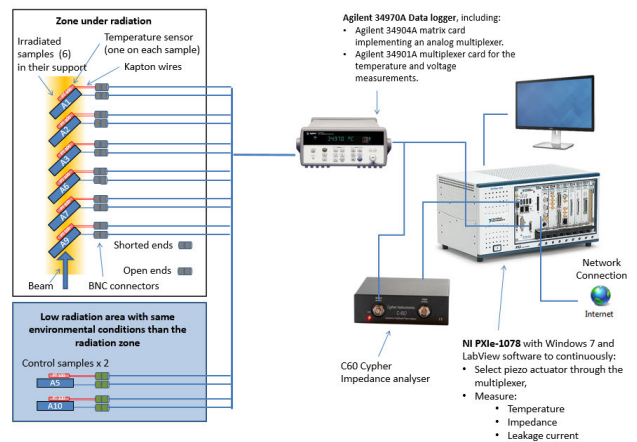 Zone under radiation
Irradiated
samples (6)
in their support
Temperature sensor
(one on each sample)
Kapton wires
A1
A2
A3
A6
A7
A9
Shorted ends
Open ends
Beam
BNC connectors
Low radiation area with same
environmental conditions than the
radiation zone
Control samples x 2
A5
A10
Agilent 34970A Data logger, including:
• Agilent 34904A matrix card
implementing an analog multiplexer.
• Agilent 34901A multiplexer card for the
temperature and voltage
measurements.
C60 Cypher
Impedance analyser
Network
Connection
Internet
NI PXIe-1078 with Windows 7 and
LabView software to continuously:
• Select piezo actuator through the
multiplexer,
• Measure:
• Temperature
• Impedance
• Leakage current